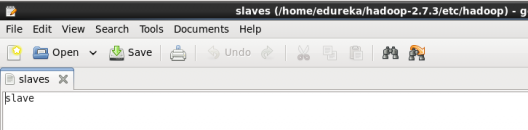 slaves (/home/edureka/hadoop-2.7.3/etc/hadoop) - g
File Edit View Search Tools Documents Help
Open Save Undo
slaves
slave